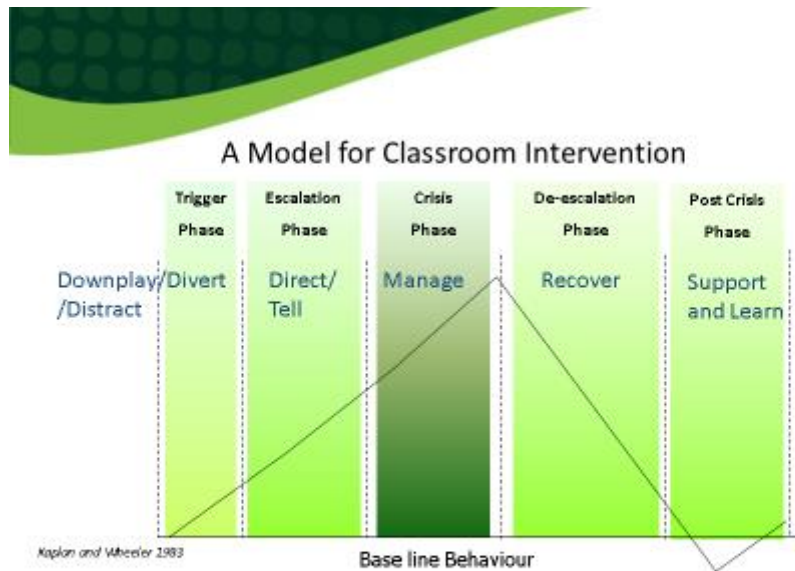 A Model for Classroom Intervention
Trigger
Phase
Escalation
Phase
Crisis
Phase
De-escalation
Phase
Post Crisis
Phase
Downplay/Divert
/Distract
Direct/
Tell
Manage
Recover
Support
and Learn
Kaplan and Wheeler 1983
Base line Behaviour